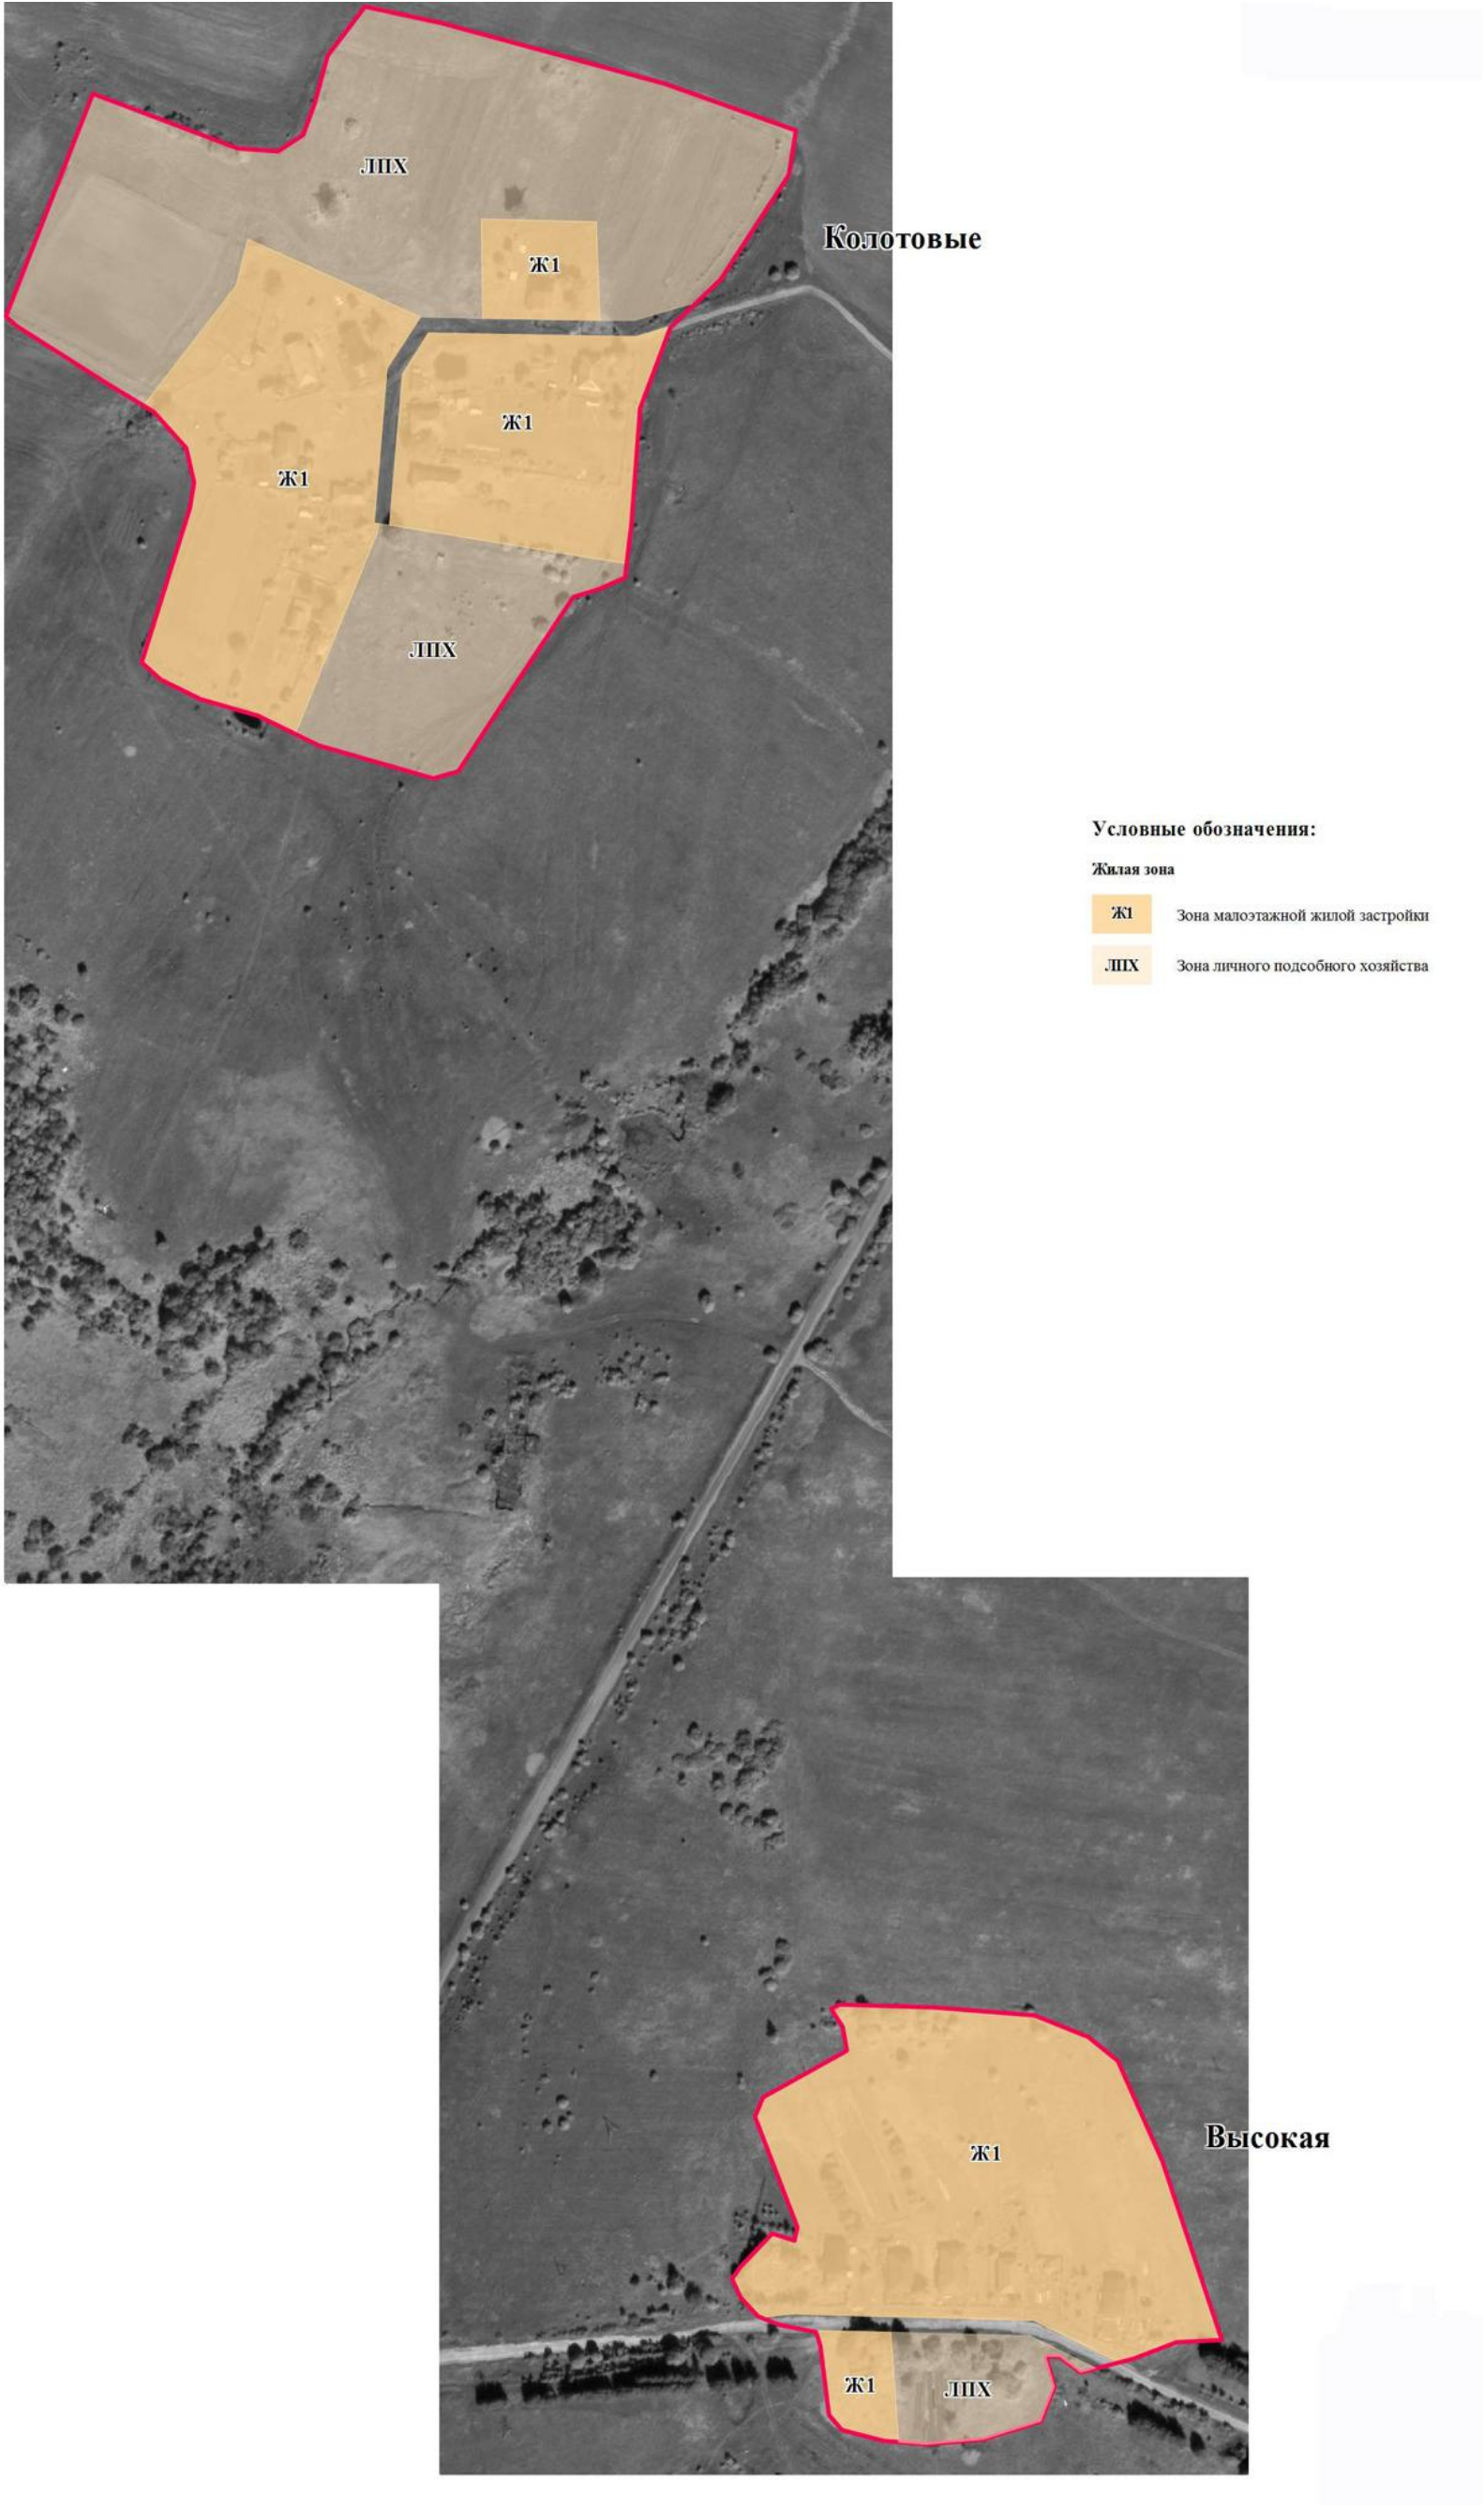 ЛПХ
Колотовые
Ж1
Ж1
Ж1
ЛПХ
Условные обозначения:
Жилая зона
Ж1 Зона малоэтажной жилой застройки
ЛПХ Зона личного подсобного хозяйства
Высокая
Ж1
Ж1
ЛПХ